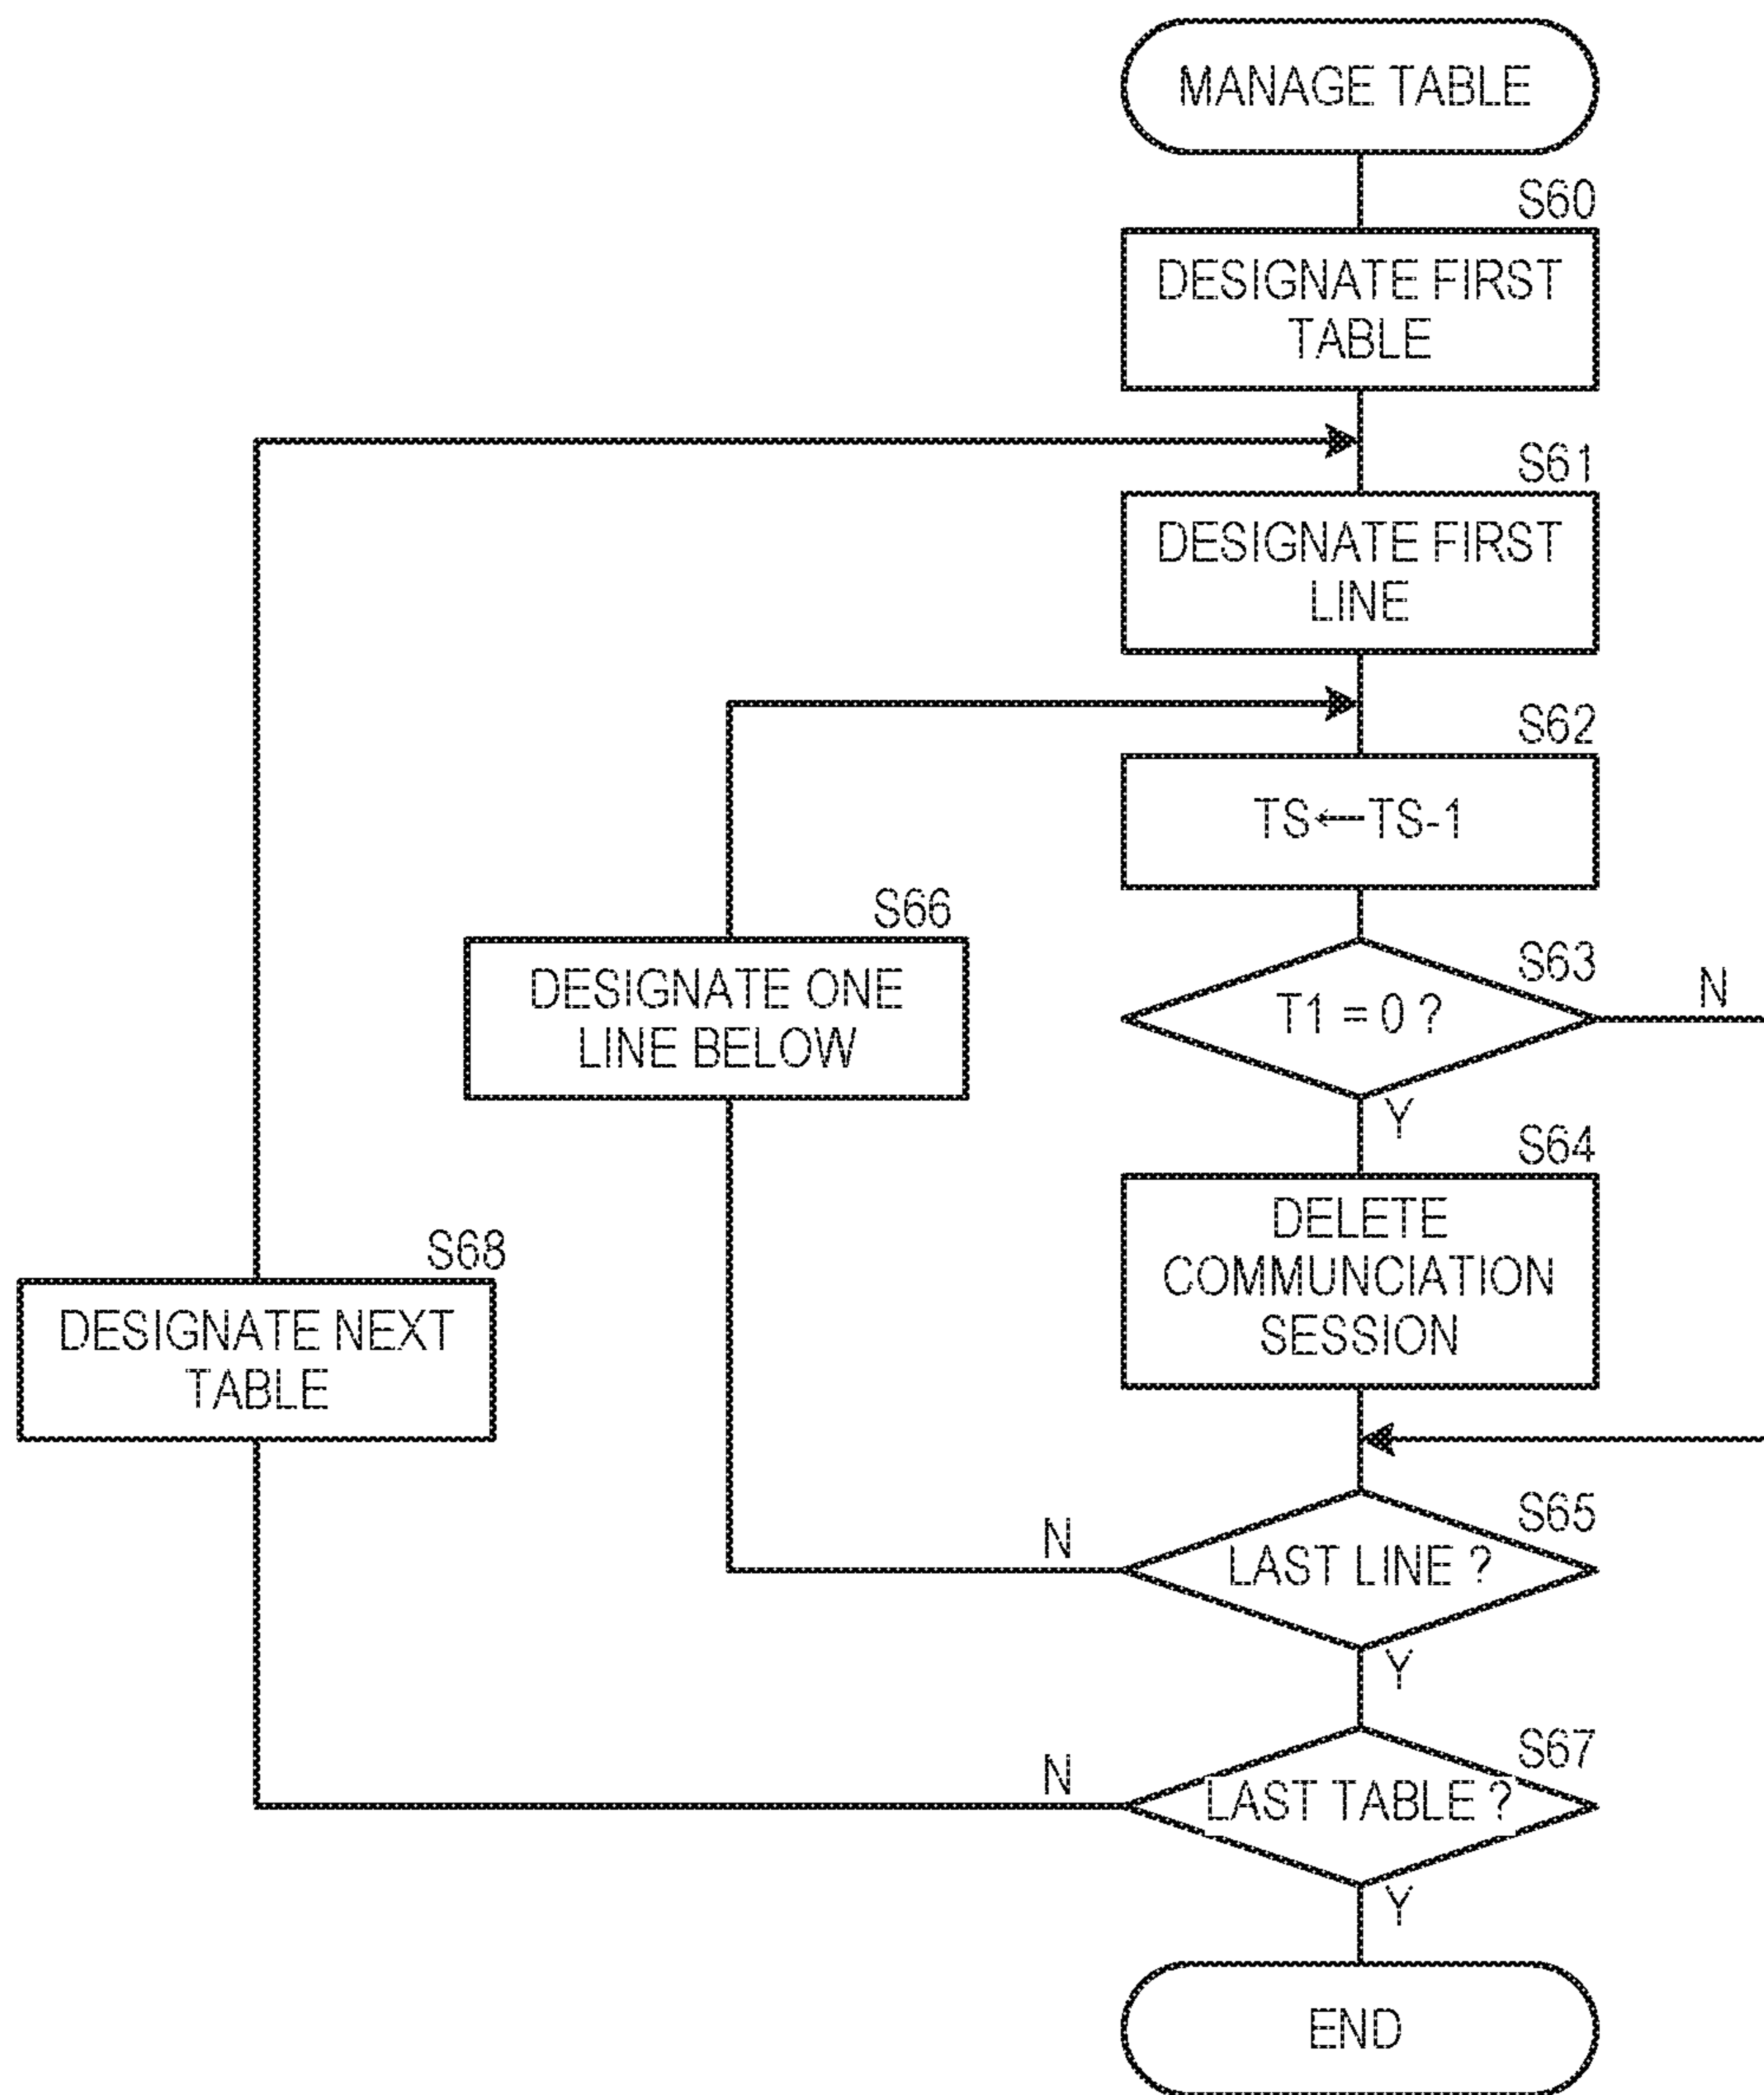 MANAGE TABLE
S60
DESIGNATE FIRST
TABLE
S61
DESIGNATE FIRST
LINE
S62
TS←TS-1
S66
DESIGNATE ONE
LINE BELOW
S63
T1 = 0 ?
N
Y
S64
DELETE
COMMUNCIATION
SESSION
S68
DESIGNATE NEXT
TABLE
S65
LAST LINE ?
N
Y
S67
LAST TABLE ?
N
Y
END